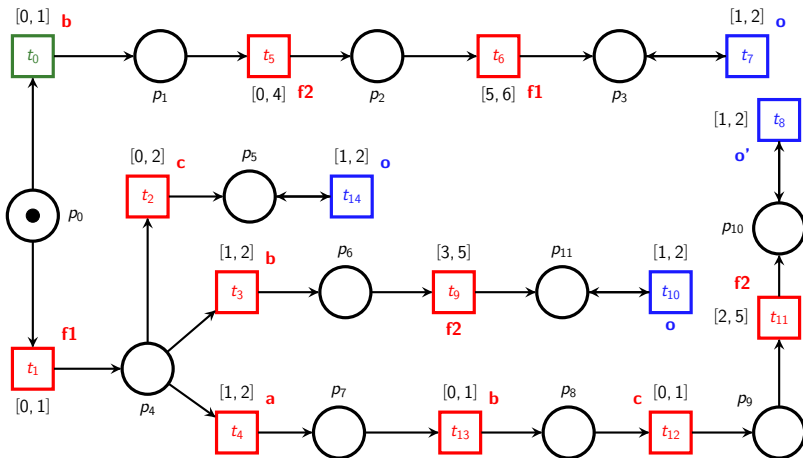 [0, 1] b
[1, 2] o
t0
p1
t5
p2
t6
p3
t7
[0, 4] f2
[5, 6] f1
[1, 2] t8
o'
[0, 2] c
p5
[1, 2] o
t2
t14
p0
p10
[1, 2] b
p6
[3, 5]
p11
[1, 2]
t3
t9
t10
f2
o
f2
[2, 5] t11
f1
t1
[0, 1]
p4
[1, 2] a
p7
[0, 1] b
p8
c [0, 1]
p9
t4
t13
t12